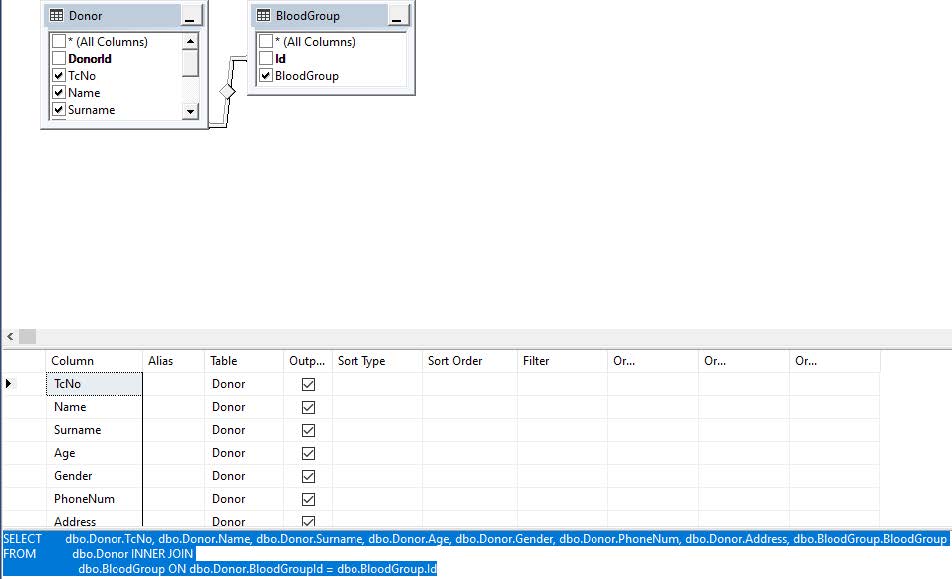 Donor
BloodGroup
* (All Columns)
DonorId
TcNo
Name
Surname
* (All Columns)
Id
BloodGroup
Column Alias Table Outp... Sort Type Sort Order Filter Or... Or... Or...
TcNo Donor
Name Donor
Surname Donor
Age Donor
Gender Donor
PhoneNum Donor
Address Donor
SELECT dbo.Donor.TcNo, dbo.Donor.Name, dbo.Donor.Surname, dbo.Donor.Age, dbo.Donor.Gender, dbo.Donor.PhoneNum, dbo.Donor.Address, dbo.BloodGroup.BloodGroup
FROM dbo.Donor INNER JOIN
dbo.BloodGroup ON dbo.Donor.BloodGroupId = dbo.BloodGroup.Id